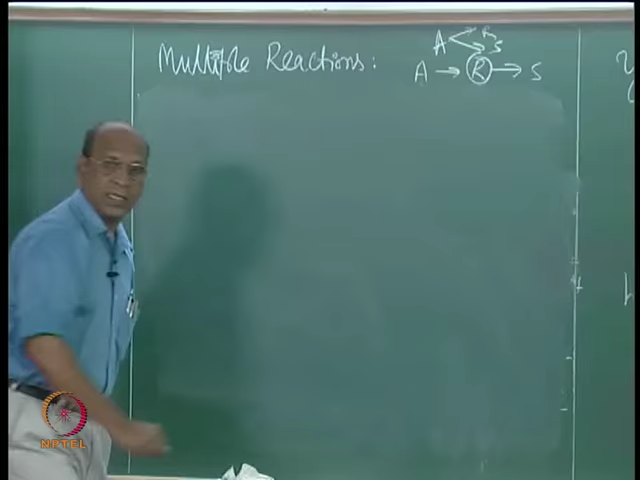 Multiple Reactions :
A → R
→ S
A → R → S
NPTEL